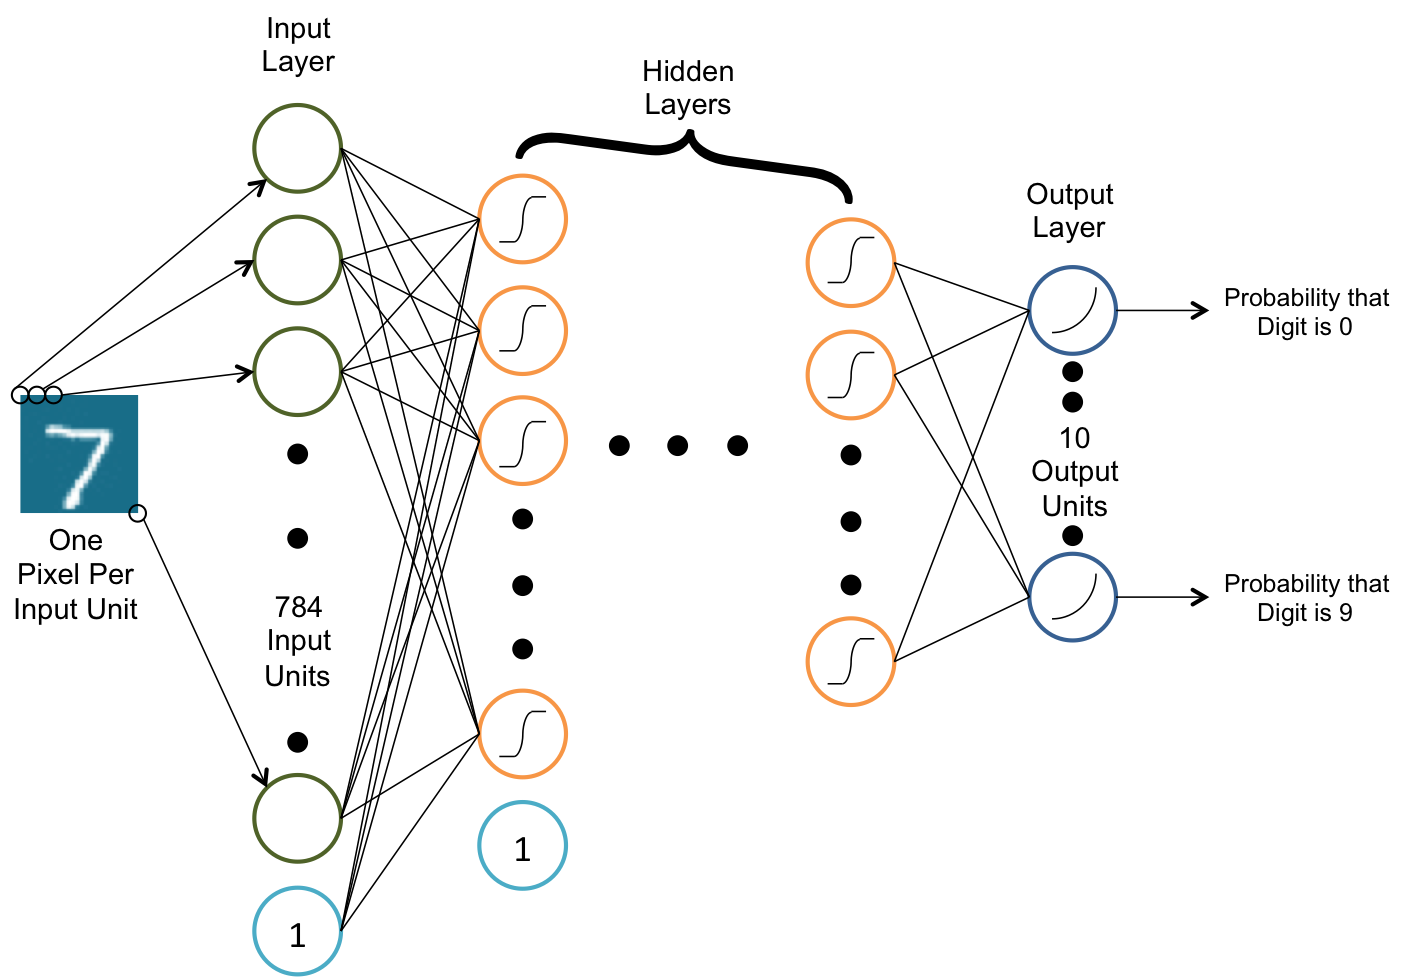 Input
Layer
Hidden
Layers
Output
Layer
Probability that
Digit is 0
10
Output
Units
One
Pixel Per
Input Unit
784
Input
Units
Probability that
Digit is 9
7
1
1